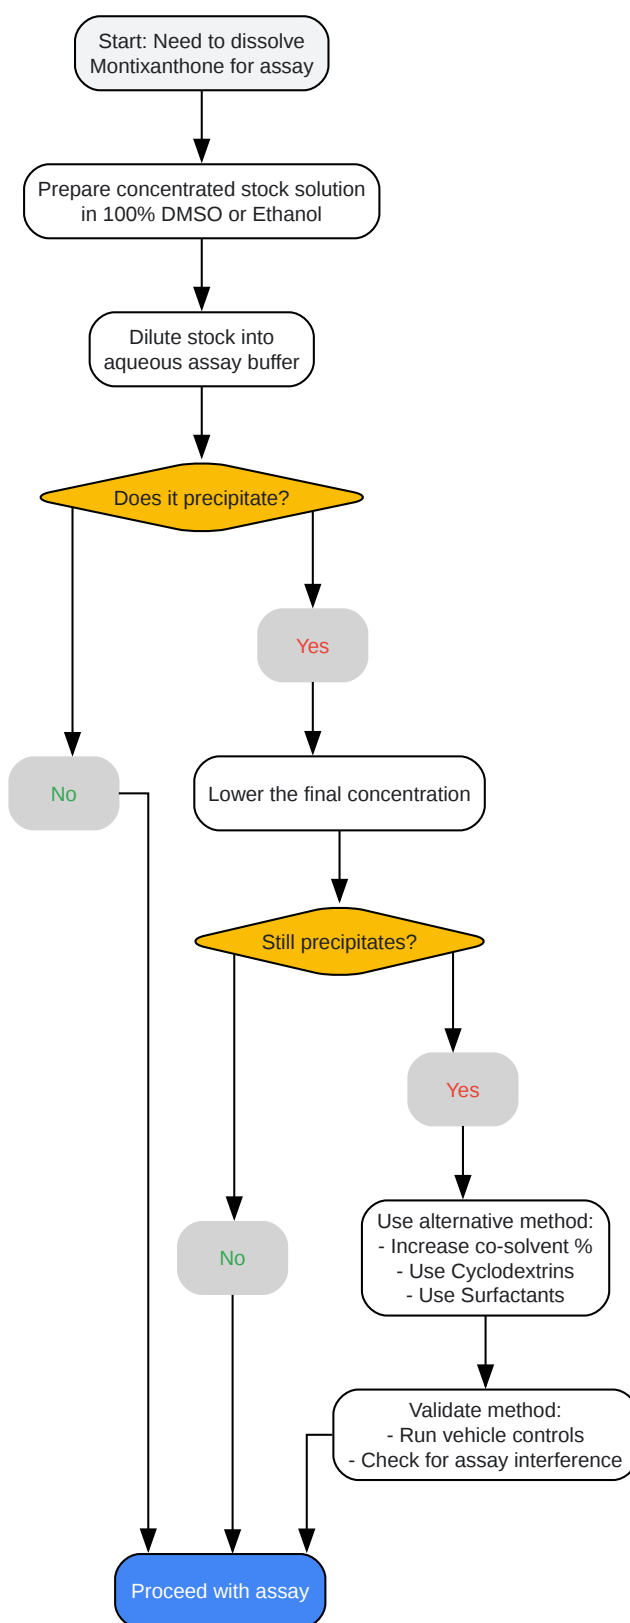 Start: Need to dissolve
Montixanthone for assay
Prepare concentrated stock solution
in 100% DMSO or Ethanol
Dilute stock into
aqueous assay buffer
Does it precipitate?
Yes
No
Lower the final concentration
Still precipitates?
Yes
Use alternative method:
- Increase co-solvent %
- Use Cyclodextrins
- Use Surfactants
No
Validate method:
- Run vehicle controls
- Check for assay interference
Proceed with assay